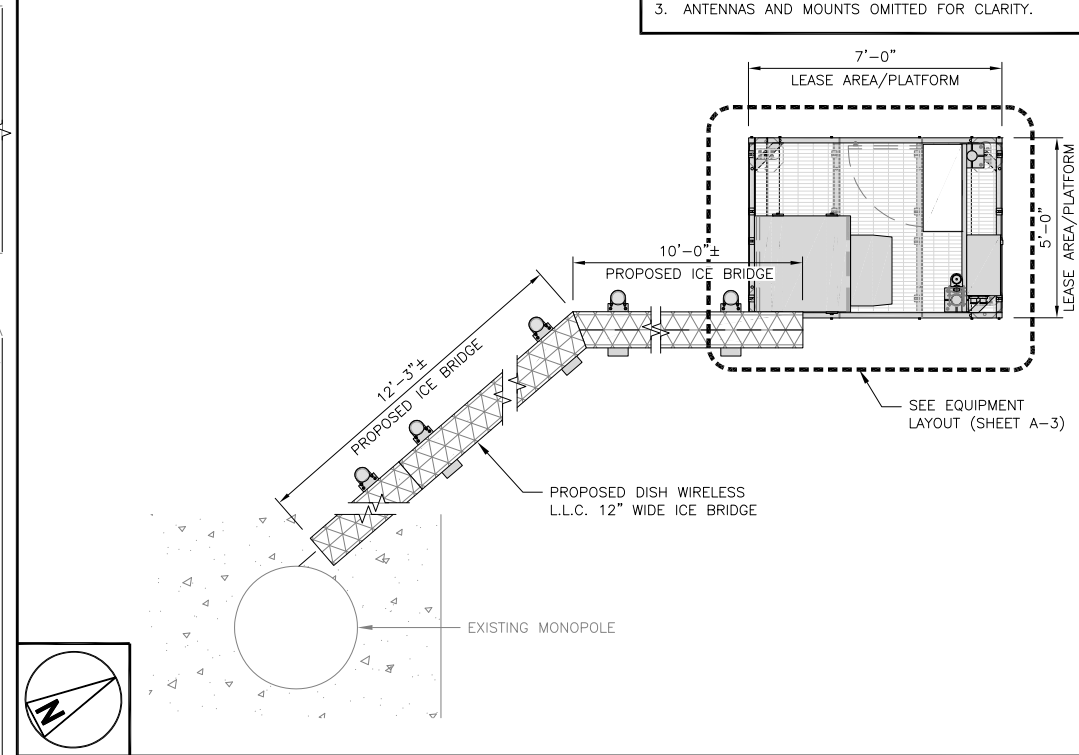 3. ANTENNAS AND MOUNTS OMITTED FOR CLARITY.
7'-0"
LEASE AREA/PLATFORM
5'-0"
LEASE AREA/PLATFORM
10'-0"±
PROPOSED ICE BRIDGE
12'-3"±
PROPOSED ICE BRIDGE
SEE EQUIPMENT
LAYOUT (SHEET A-3)
PROPOSED DISH WIRELESS
L.L.C. 12" WIDE ICE BRIDGE
EXISTING MONOPOLE
N